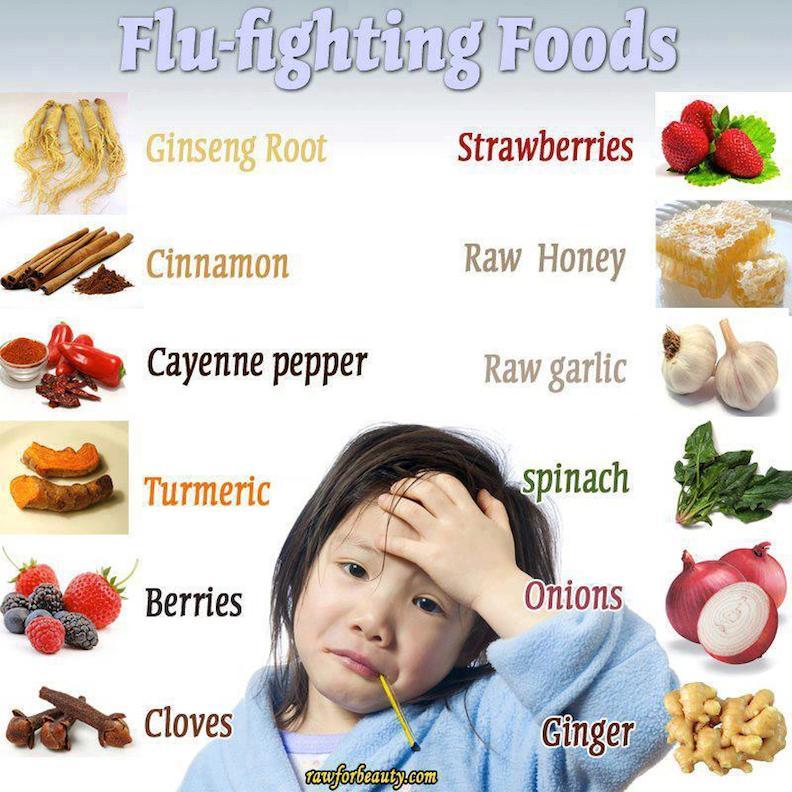 Flu-fighting Foods
Ginseng Root
Strawberries
Cinnamon
Raw Honey
Cayenne pepper
Raw garlic
Turmeric
spinach
Berries
Onions
Cloves
Ginger
rawforbeauty.com